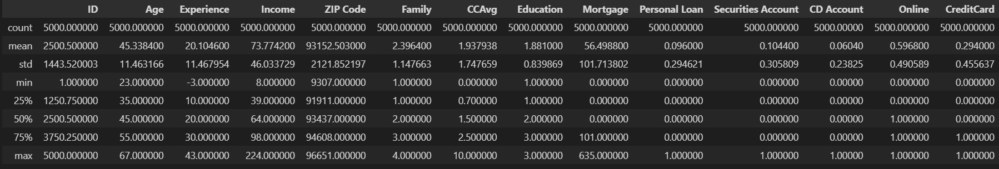 ID Age Experience Income ZIP Code Family CCAvg Education Mortgage Personal Loan Securities Account CD Account Online CreditCard
count 5000.000000 5000.000000 5000.000000 5000.000000 5000.000000 5000.000000 5000.000000 5000.000000 5000.000000 5000.000000 5000.000000 5000.00000 5000.000000 5000.000000
mean 2500.500000 45.338400 20.104600 73.774200 93152.503000 2.396400 1.937938 1.881000 56.498800 0.096000 0.104400 0.06040 0.596800 0.294000
std 1443.520003 11.463166 11.467954 46.033729 2121.852197 1.147663 1.747659 0.839869 101.713802 0.294621 0.305809 0.23825 0.490589 0.455637
min 1.000000 23.000000 -3.000000 8.000000 9307.000000 1.000000 0.000000 1.000000 0.000000 0.000000 0.000000 0.00000 0.000000 0.000000
25% 1250.750000 35.000000 10.000000 39.000000 91911.000000 1.000000 0.700000 1.000000 0.000000 0.000000 0.000000 0.00000 0.000000 0.000000
50% 2500.500000 45.000000 20.000000 64.000000 93437.000000 2.000000 1.500000 2.000000 0.000000 0.000000 0.000000 0.00000 1.000000 0.000000
75% 3750.250000 55.000000 30.000000 98.000000 94608.000000 3.000000 2.500000 3.000000 101.000000 0.000000 0.000000 0.00000 1.000000 1.000000
max 5000.000000 67.000000 43.000000 224.000000 96651.000000 4.000000 10.000000 3.000000 635.000000 1.000000 1.000000 1.00000 1.000000 1.000000